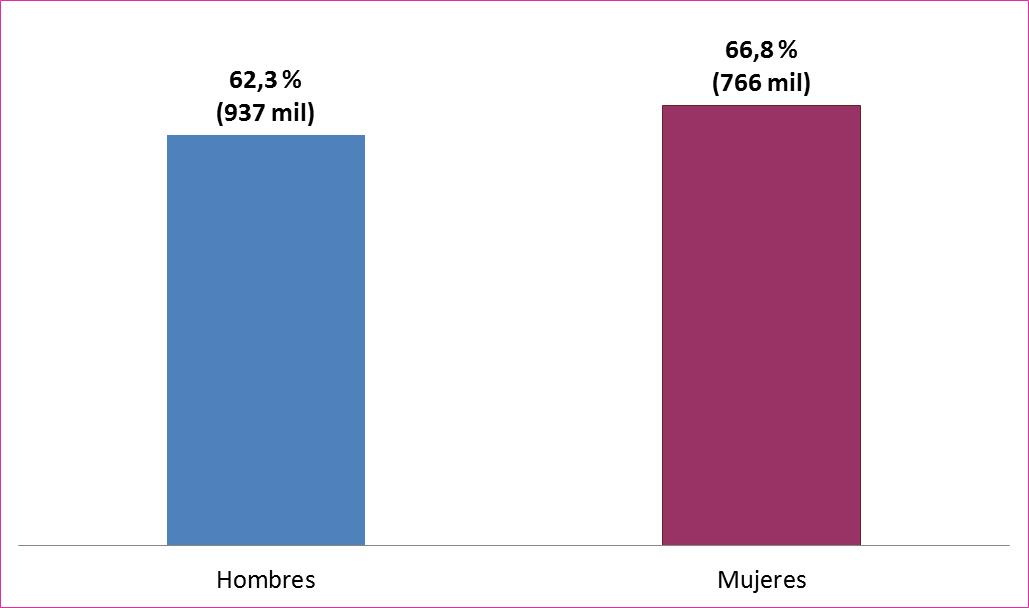 62,3 %
(937 mil)
66,8 %
(766 mil)
Hombres
Mujeres